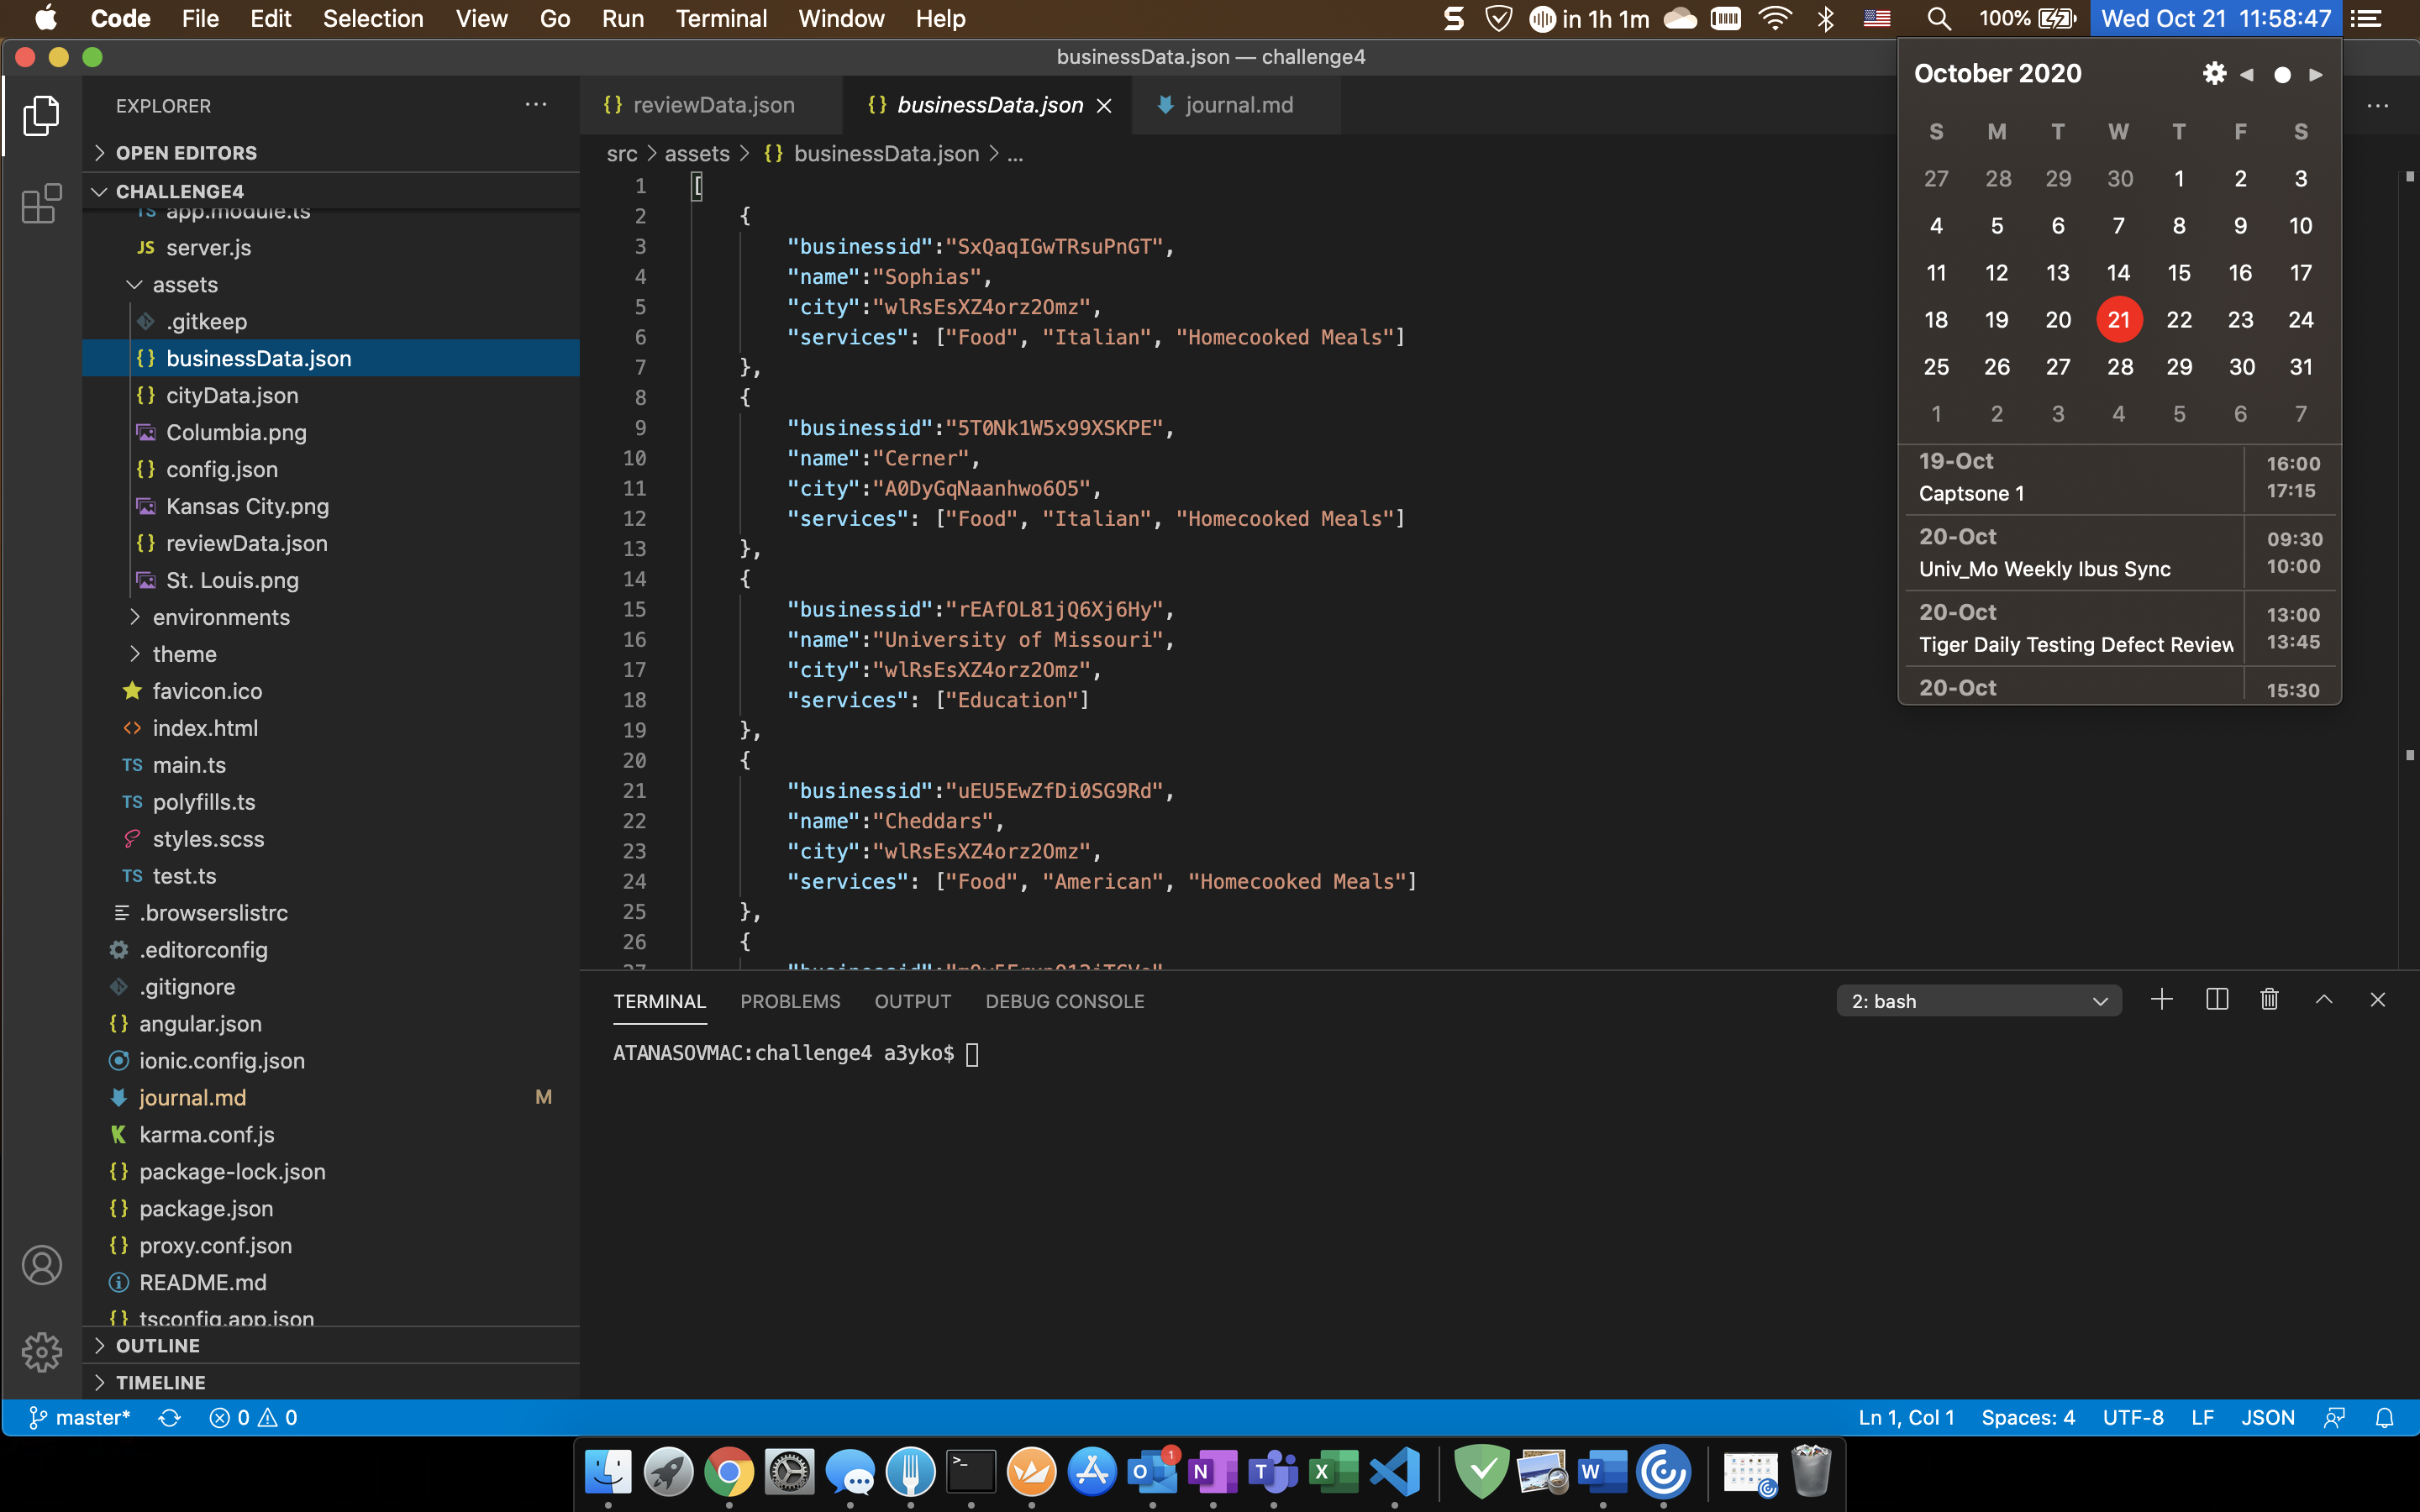 Code File Edit Selection View Go Run Terminal Window Help in 1h 1m 100% Wed Oct 21 11:58:47
businessData.json — challenge4
EXPLORER
OPEN EDITORS
CHALLENGE4
app.module.ts
JS server.js
assets
.gitkeep
{} businessData.json
{} cityData.json
Columbia.png
{} config.json
Kansas City.png
{} reviewData.json
St. Louis.png
environments
theme
favicon.ico
<> index.html
TS main.ts
TS polyfills.ts
styles.scss
TS test.ts
.browserslistrc
.editorconfig
.gitignore
{} angular.json
ionic.config.json
journal.md M
karma.conf.js
{} package-lock.json
{} package.json
{} proxy.conf.json
README.md
{} tsconfig.app.json
OUTLINE
TIMELINE
{} reviewData.json {} businessData.json journal.md
src > assets > {} businessData.json > ...
1 [
2 {
3 "businessid":"SxQaqIGwTRsuPnGT",
4 "name":"Sophias",
5 "city":"wlRsEsXZ4orz2Omz",
6 "services": ["Food", "Italian", "Homecooked Meals"]
7 },
8 {
9 "businessid":"5T0Nk1W5x99XSKPE",
10 "name":"Cerner",
11 "city":"A0DyGqNaanhwo6O5",
12 "services": ["Food", "Italian", "Homecooked Meals"]
13 },
14 {
15 "businessid":"rEAfOL81jQ6Xj6Hy",
16 "name":"University of Missouri",
17 "city":"wlRsEsXZ4orz2Omz",
18 "services": ["Education"]
19 },
20 {
21 "businessid":"uEU5EwZfDi0SG9Rd",
22 "name":"Cheddars",
23 "city":"wlRsEsXZ4orz2Omz",
24 "services": ["Food", "American", "Homecooked Meals"]
25 },
26 {
October 2020
S M T W T F S
27 28 29 30 1 2 3
4 5 6 7 8 9 10
11 12 13 14 15 16 17
18 19 20 21 22 23 24
25 26 27 28 29 30 31
1 2 3 4 5 6 7
19-Oct 16:00
Captsone 1 17:15
20-Oct 09:30
Univ_Mo Weekly Ibus Sync 10:00
20-Oct 13:00
Tiger Daily Testing Defect Review 13:45
20-Oct 15:30
TERMINAL PROBLEMS OUTPUT DEBUG CONSOLE 2: bash
ATANASOVMAC:challenge4 a3yko$
master* 0 0 Ln 1, Col 1 Spaces: 4 UTF-8 LF JSON